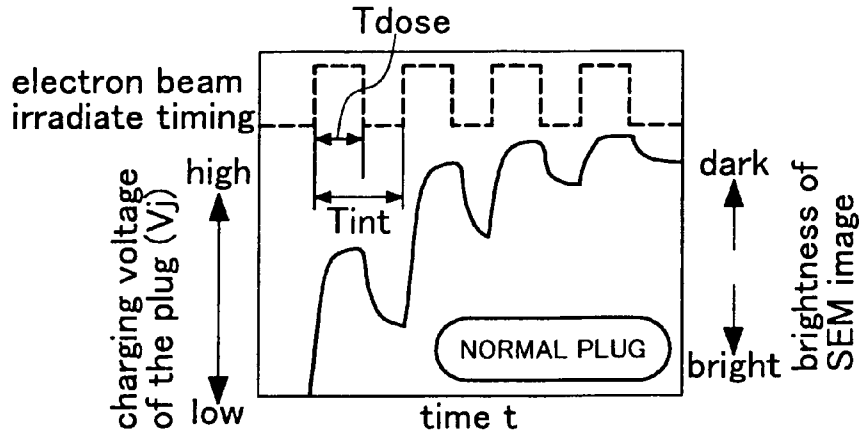 Tdose
electron beam
irradiate timing
high
dark
Tint
charging voltage
of the plug (Vj)
brightness of
SEM image
NORMAL PLUG
bright
low
time t